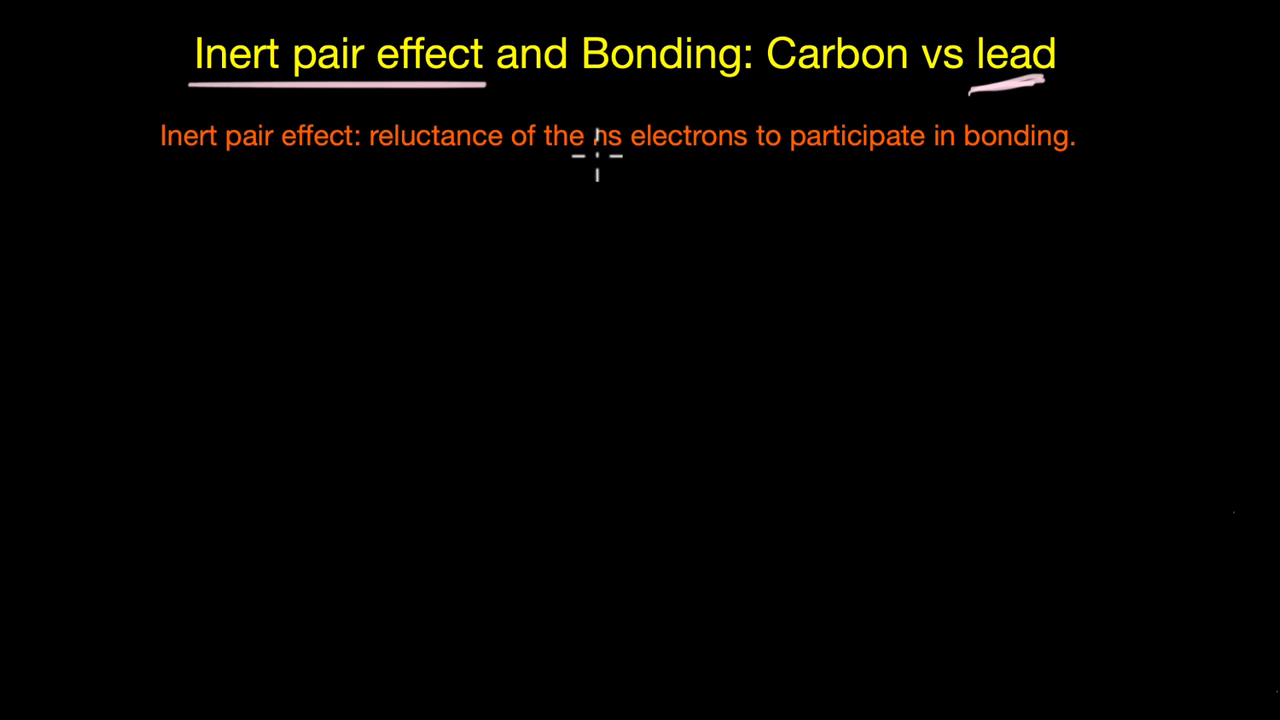 Inert pair effect and Bonding: Carbon vs lead
Inert pair effect: reluctance of the ns electrons to participate in bonding.